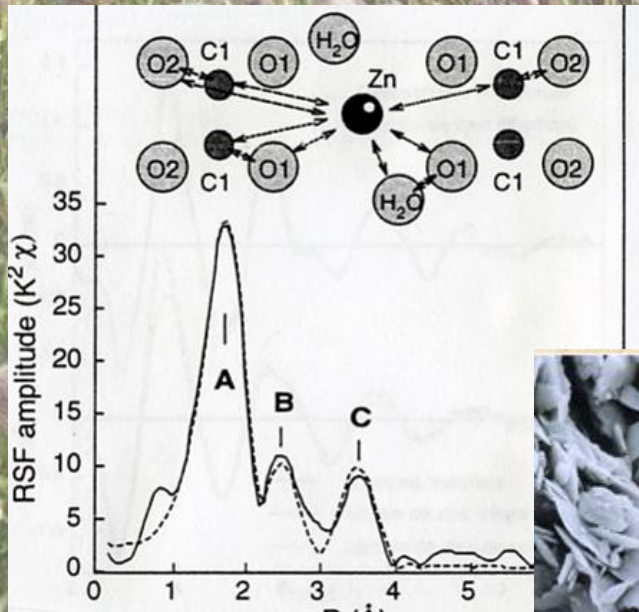 H₂O
O2 C1 O1 Zn O1 C1 O2
O2 C1 O1 H₂O O1 C1 O2
RSF amplitude (K² χ)
35
30
25
20
15
10
5
0
A
B
C
0 1 2 3 4 5